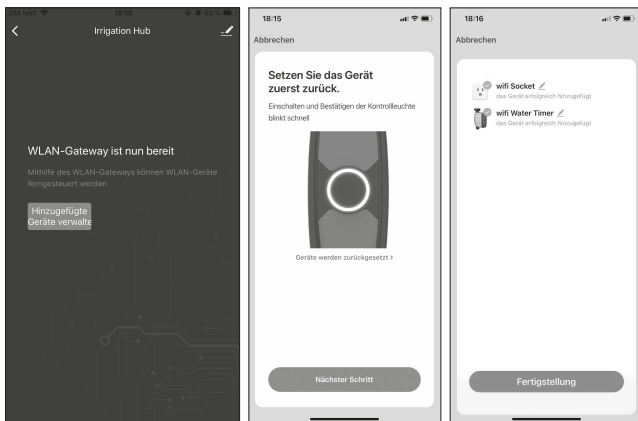 18:15
63 %
Irrigation Hub
WLAN-Gateway ist nun bereit
Mithilfe des WLAN-Gateways können WLAN-Geräte
ferngesteuert werden
Hinzugefügte
Geräte verwalte
18:15
Abbrechen
Setzen Sie das Gerät
zuerst zurück.
Einschalten und Bestätigen der Kontrollleuchte
blinkt schnell
Geräte werden zurückgesetzt >
Nächster Schritt
18:16
Abbrechen
wifi Socket
das Gerät erfolgreich hinzugefügt
wifi Water Timer
das Gerät erfolgreich hinzugefügt
Fertigstellung